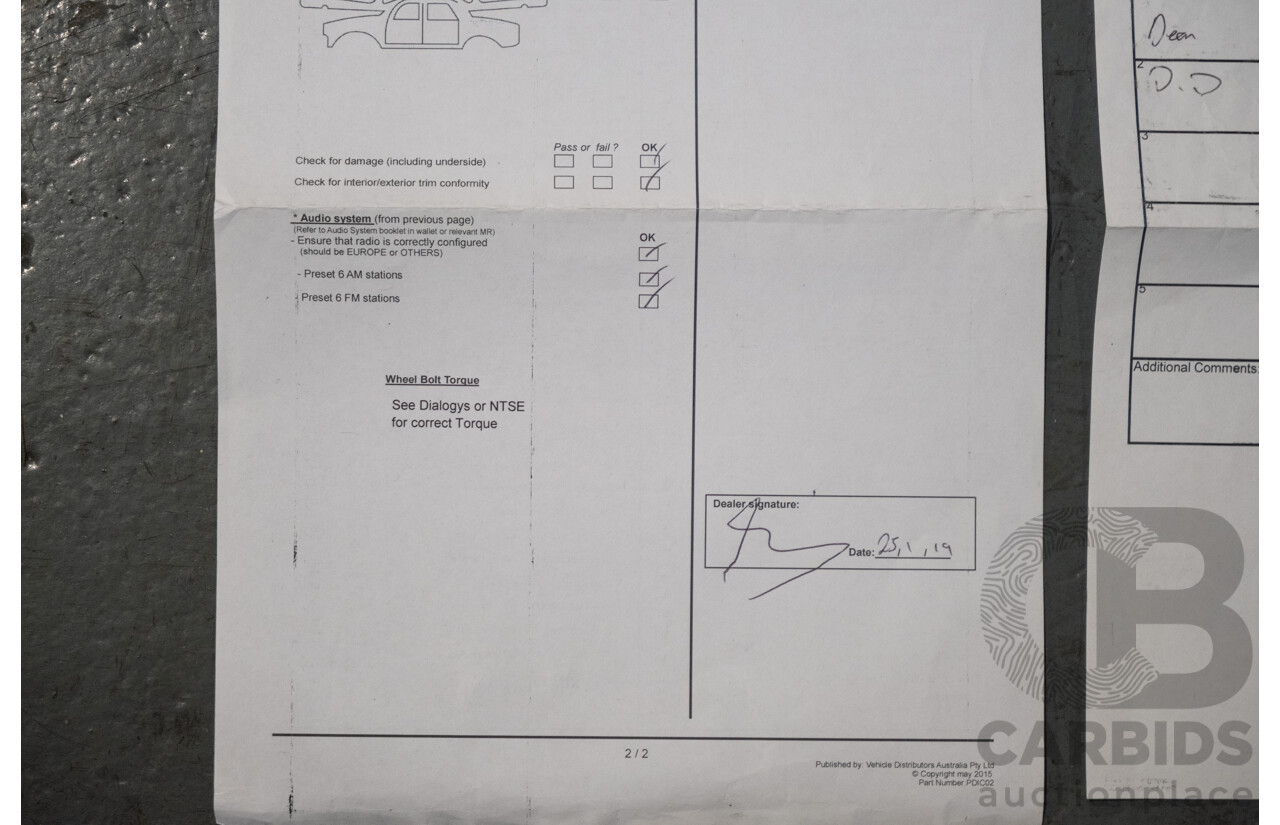 Pass or fail ? OK
Check for damage (including underside)
Check for interior/exterior trim conformity
* Audio system (from previous page)
(Refer to Audio System booklet in wallet or relevant MR)
OK
- Ensure that radio is correctly configured
(should be EUROPE or OTHERS)
- Preset 6 AM stations
Preset 6 FM stations
Wheel Bolt Torque
See Dialogys or NTSE
for correct Torque
Dealer signature:
Date: 25, 1, 19
2 / 2
Published by: Vehicle Distributors Australia Pty Ltd
© Copyright may 2015
Part Number PDIC02
Deen
2
D.D
3
4
5
Additional Comments:
CB
CARBIDS
auctionplace